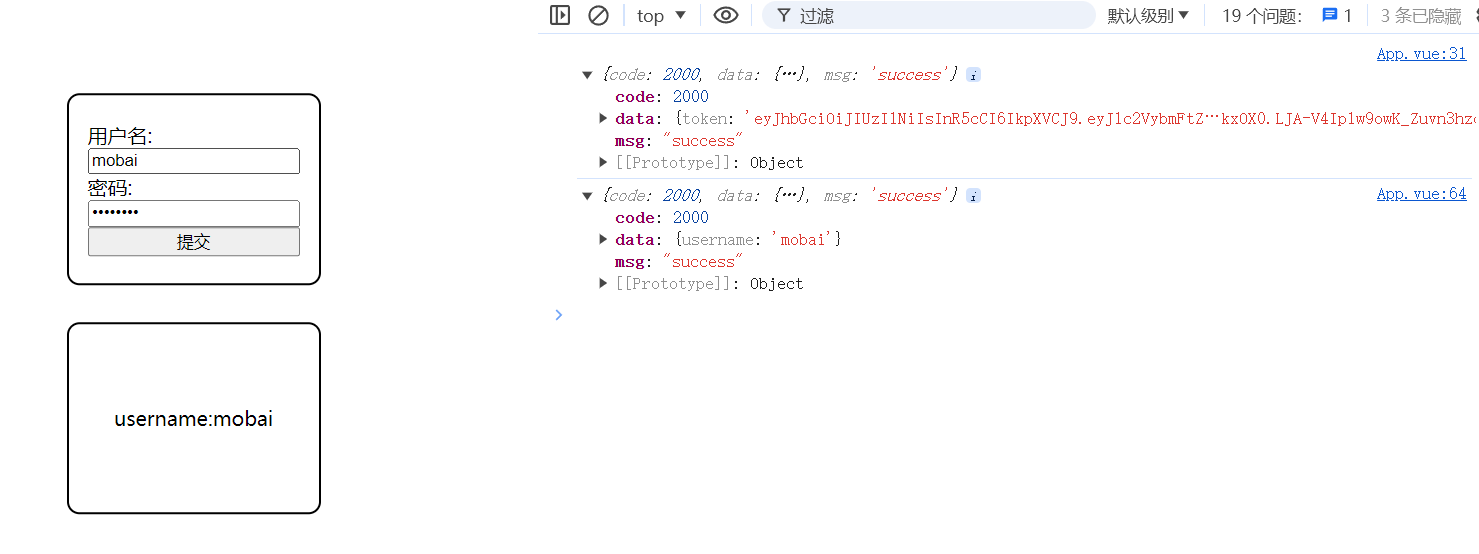 用户名:
mobai
密码:
••••••••
提交
username:mobai
top
过滤
默认级别
19 个问题:
1
3 条已隐藏
App.vue:31
{code: 2000, data: {…}, msg: 'success'}
code: 2000
data: {token: 'eyJhbGciOiJIUzI1NiIsInR5cCI6IkpXVCJ9.eyJ1c2VybmFtZ…kxOX0.LJA-V4Ip1w9owK_Zuvn3hz
msg: "success"
[[Prototype]]: Object
App.vue:64
{code: 2000, data: {…}, msg: 'success'}
code: 2000
data: {username: 'mobai'}
msg: "success"
[[Prototype]]: Object